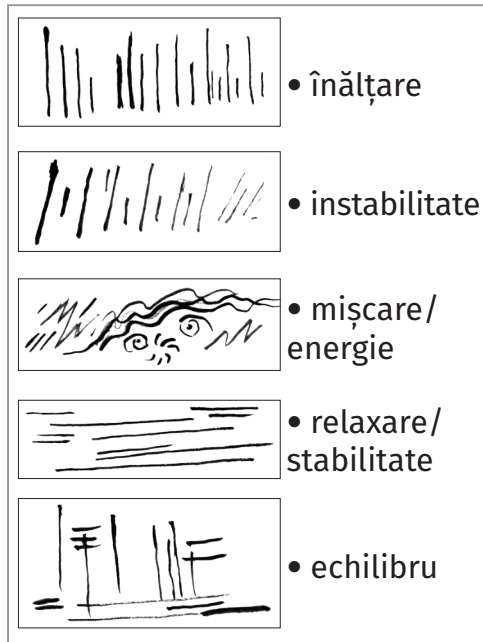 • înălțare
• instabilitate
• mișcare/
energie
• relaxare/
stabilitate
• echilibru